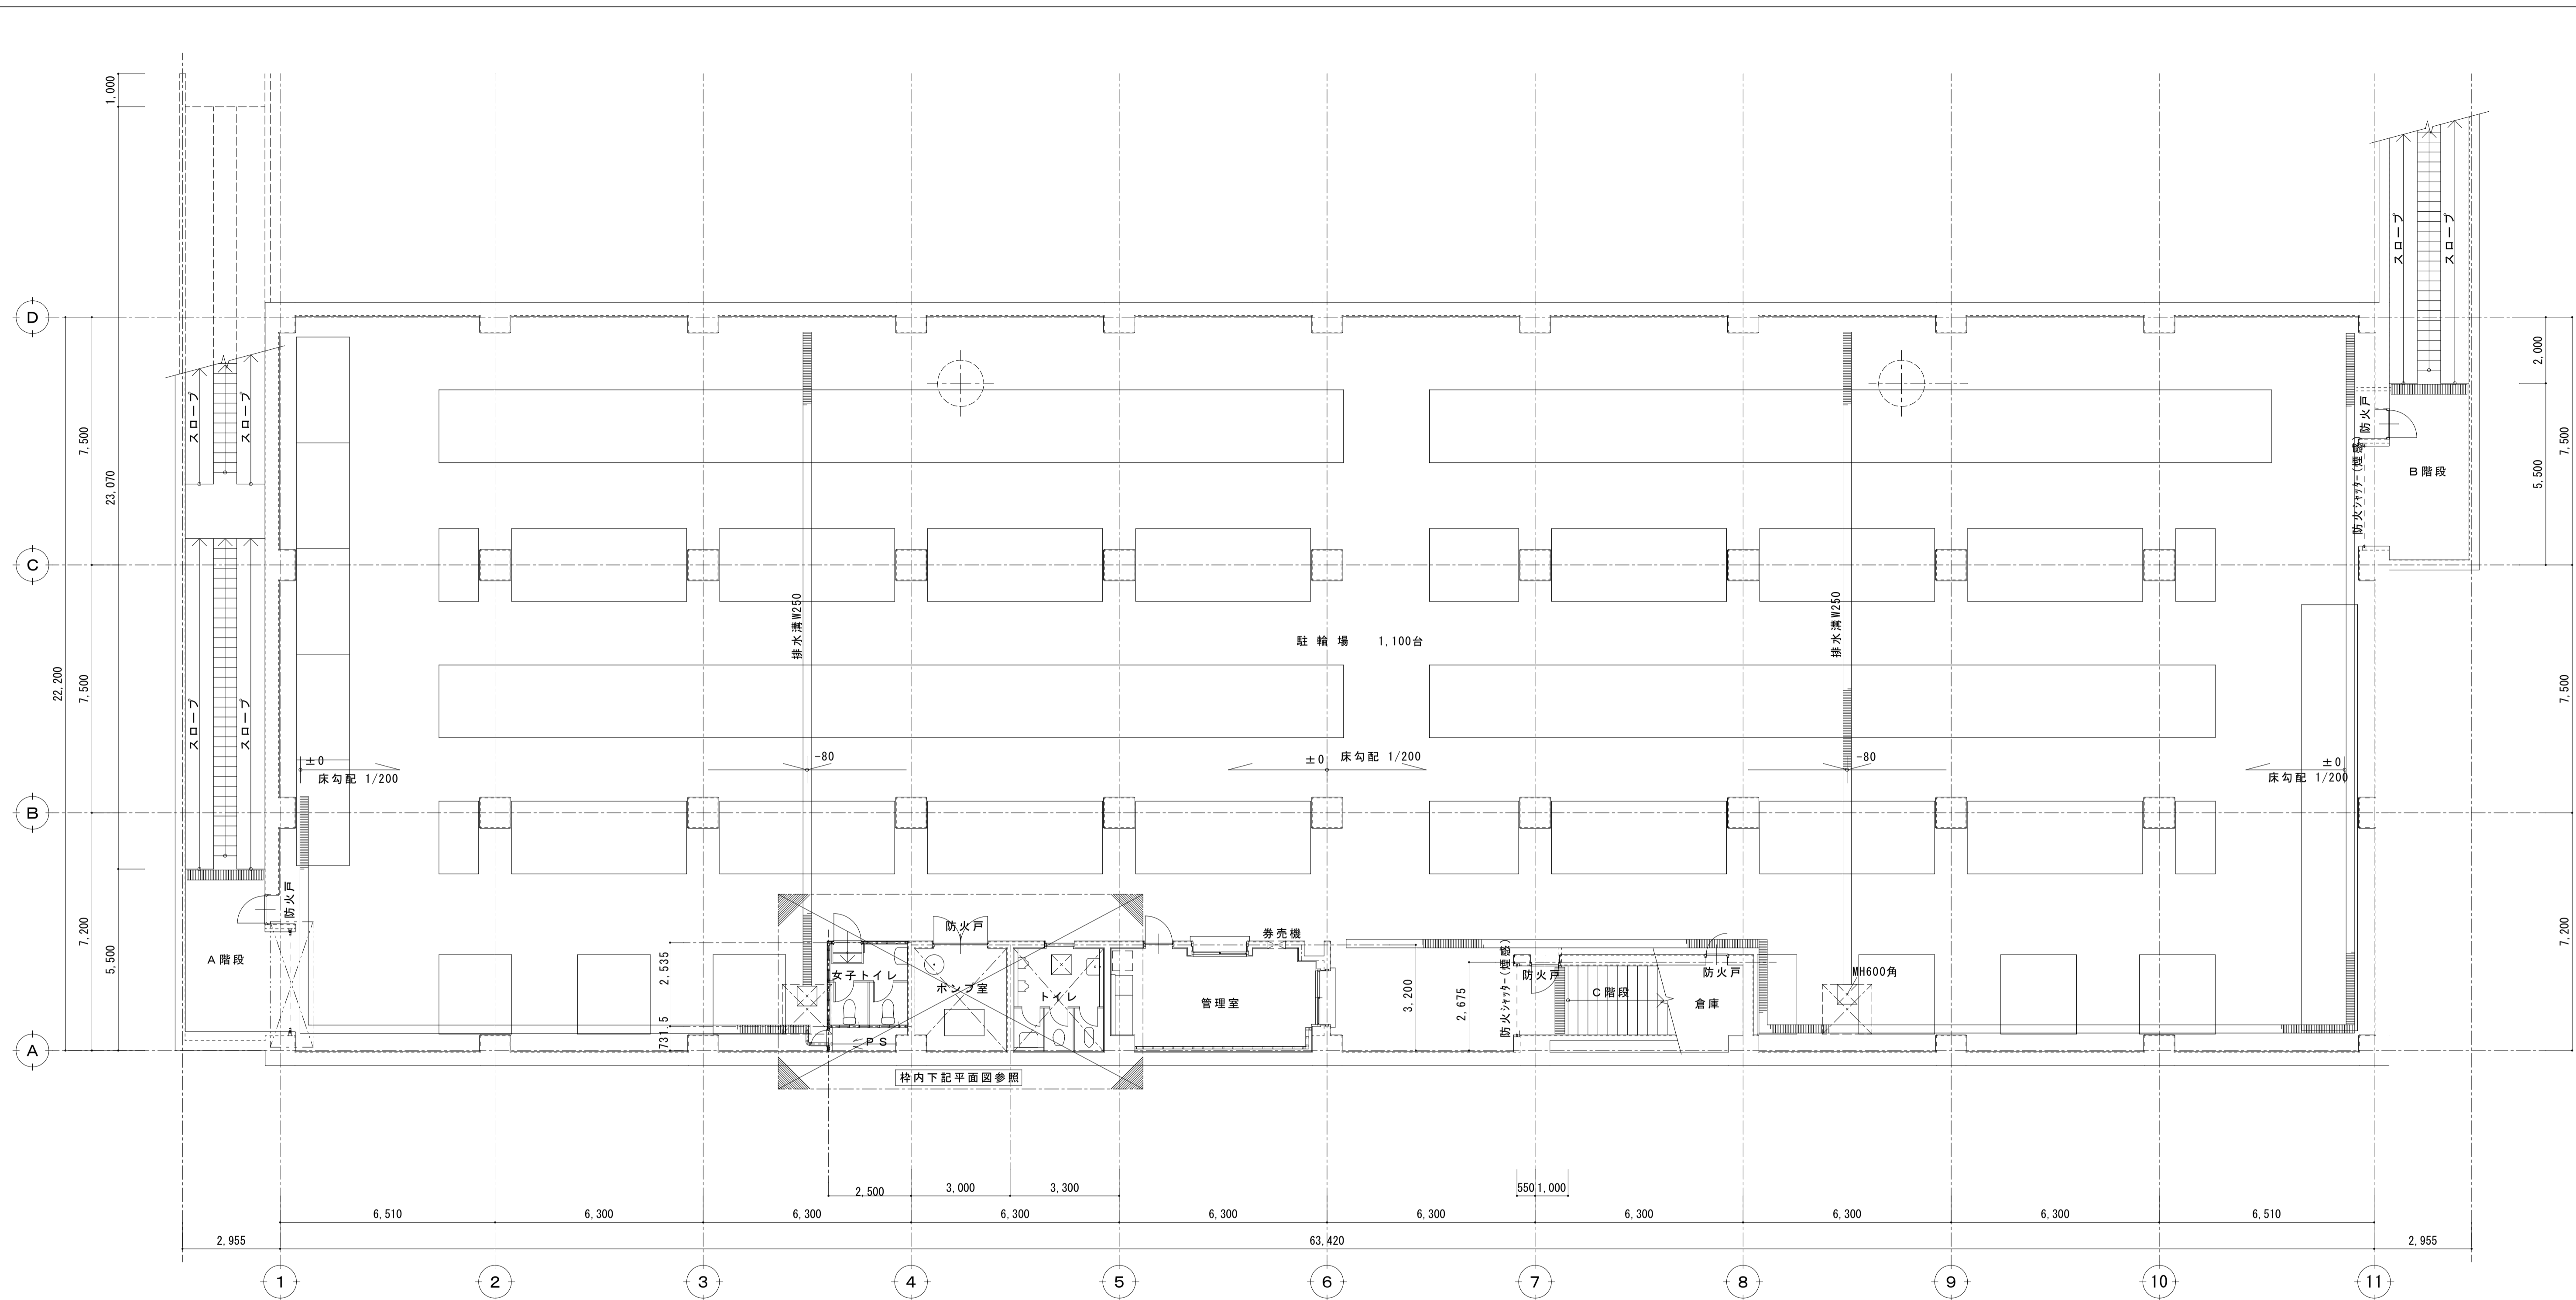 1,000
スロープ
スロープ
D
2,000
スロープ
スロープ
防火戸
7,500
23,070
7,500
5,500
B階段
防火シャッター(煙感)
C
排水溝W250
排水溝W250
駐輪場 1,100台
22,200
7,500
7,500
スロープ
スロープ
±0
床勾配 1/200
-80
±0
床勾配 1/200
-80
±0
床勾配 1/200
B
防火戸
7,200
7,200
5,500
A階段
2,535
731.5
女子トイレ
防火戸
ポンプ室
トイレ
PS
管理室
券売機
3,200
2,675
防火シャッター(煙感)
防火戸
C階段
倉庫
防火戸
MH600角
A
枠内下記平面図参照
2,500
3,000
3,300
550
1,000
6,510
6,300
6,300
6,300
6,300
6,300
6,300
6,300
6,300
6,510
2,955
63,420
2,955
1
2
3
4
5
6
7
8
9
10
11